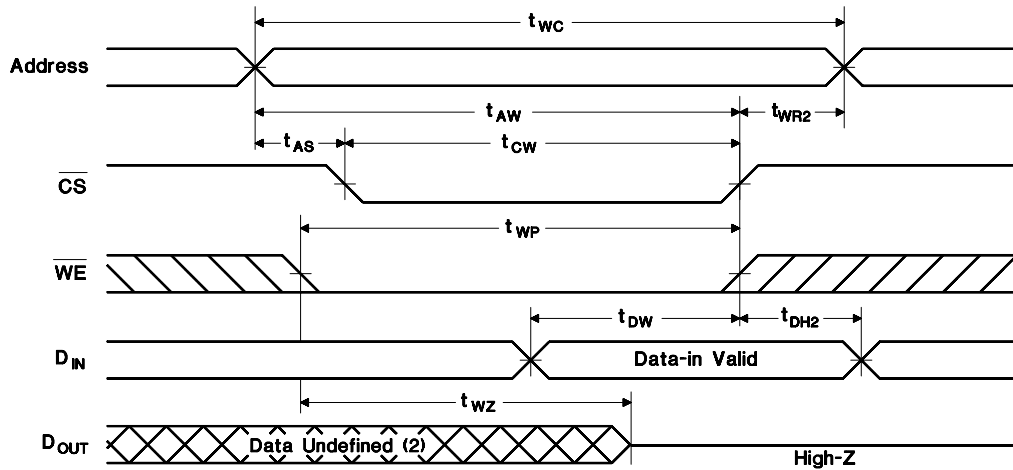 tWC
Address
tAW
tWR2
tAS
tCW
CS
tWP
WE
tDW
tDH2
DIN
Data-in Valid
tWZ
DOUT
Data Undefined (2)
High-Z